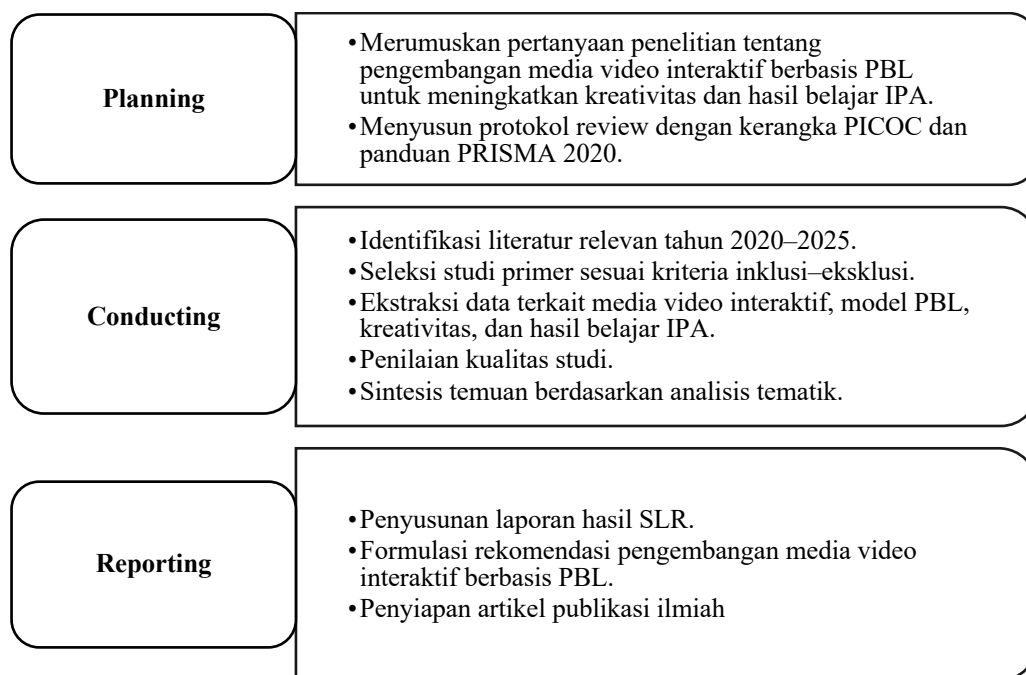 Planning
•Merumuskan pertanyaan penelitian tentang
pengembangan media video interaktif berbasis PBL
untuk meningkatkan kreativitas dan hasil belajar IPA.
•Menyusun protokol review dengan kerangka PICOC dan
panduan PRISMA 2020.
Conducting
•Identifikasi literatur relevan tahun 2020–2025.
•Seleksi studi primer sesuai kriteria inklusi–eksklusi.
•Ekstraksi data terkait media video interaktif, model PBL,
kreativitas, dan hasil belajar IPA.
•Penilaian kualitas studi.
•Sintesis temuan berdasarkan analisis tematik.
Reporting
•Penyusunan laporan hasil SLR.
•Formulasi rekomendasi pengembangan media video
interaktif berbasis PBL.
•Penyiapan artikel publikasi ilmiah